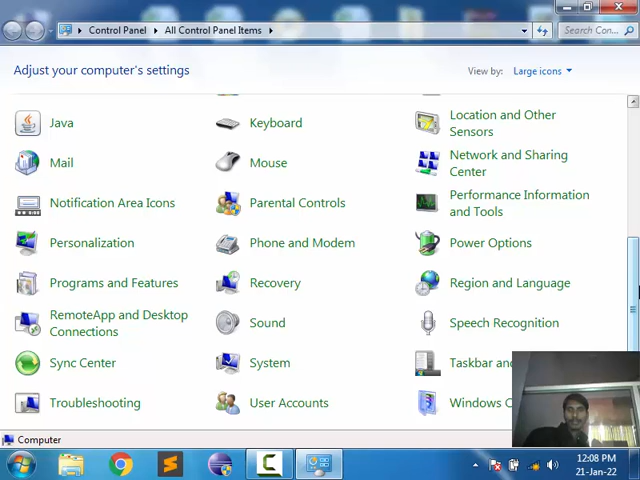 Control Panel
All Control Panel Items
Search Con...
Adjust your computer's settings
View by:
Large icons
Java
Keyboard
Location and Other
Sensors
Mail
Mouse
Network and Sharing
Center
Notification Area Icons
Parental Controls
Performance Information
and Tools
Personalization
Phone and Modem
Power Options
Programs and Features
Recovery
Region and Language
RemoteApp and Desktop
Connections
Sound
Speech Recognition
Sync Center
System
Taskbar an
Troubleshooting
User Accounts
Windows C
Computer
12:08 PM
21-Jan-22